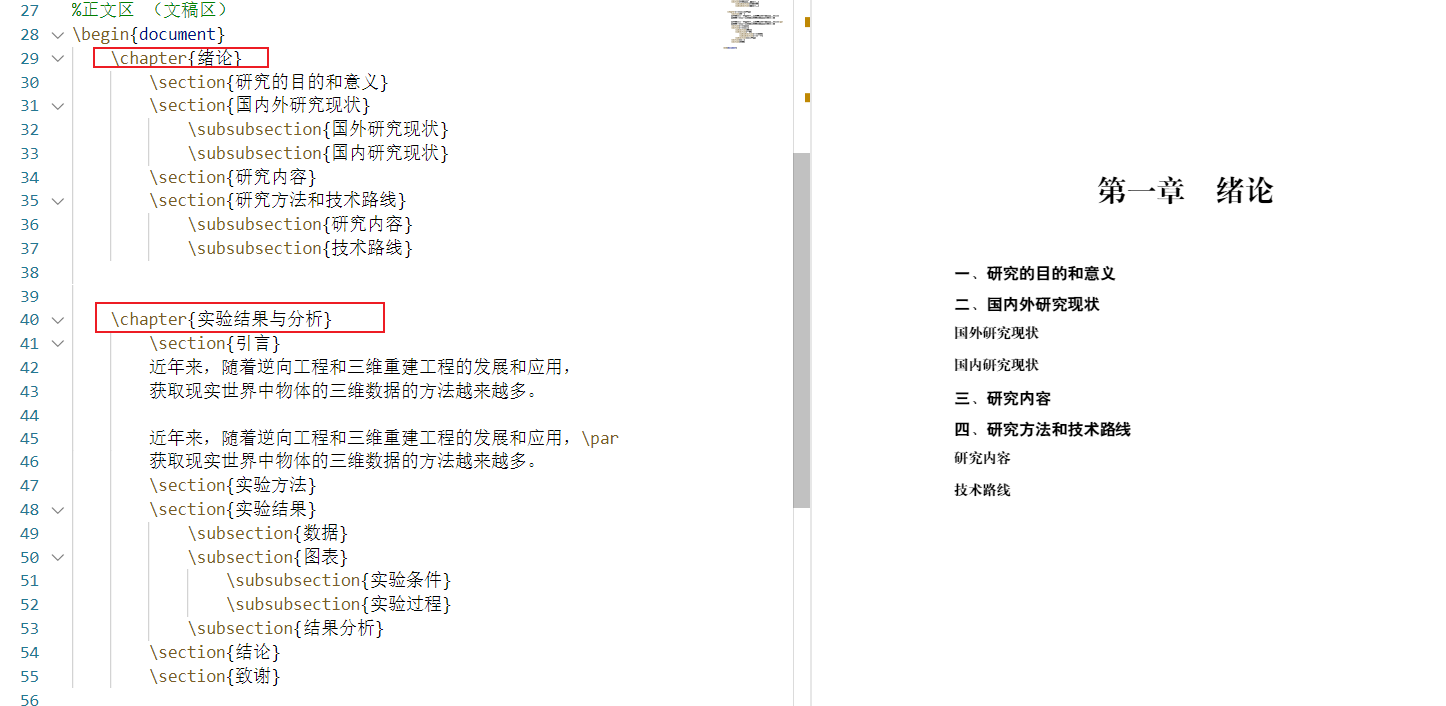 27 %正文区 (文稿区)
28 \begin{document}
29 \chapter{绪论}
30 \section{研究的目的和意义}
31 \section{国内外研究现状}
32 \subsubsection{国外研究现状}
33 \subsubsection{国内研究现状}
34 \section{研究内容}
35 \section{研究方法和技术路线}
36 \subsubsection{研究内容}
37 \subsubsection{技术路线}
38
39
40 \chapter{实验结果与分析}
41 \section{引言}
42 近年来，随着逆向工程和三维重建工程的发展和应用，
43 获取现实世界中物体的三维数据的方法越来越多。
44
45 近年来，随着逆向工程和三维重建工程的发展和应用，\par
46 获取现实世界中物体的三维数据的方法越来越多。
47 \section{实验方法}
48 \section{实验结果}
49 \subsection{数据}
50 \subsection{图表}
51 \subsubsection{实验条件}
52 \subsubsection{实验过程}
53 \subsection{结果分析}
54 \section{结论}
55 \section{致谢}
56
第一章 绪论
一、研究的目的和意义
二、国内外研究现状
国外研究现状
国内研究现状
三、研究内容
四、研究方法和技术路线
研究内容
技术路线